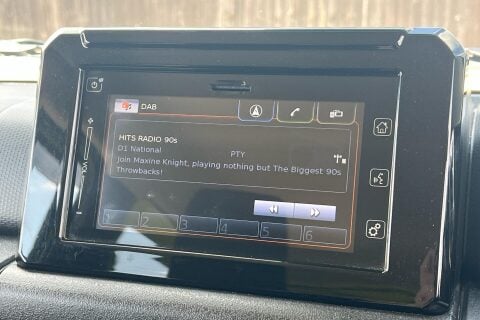 DAB
HITS RADIO 90s
D1 National
PTY
Join Maxine Knight, playing nothing but The Biggest 90s
Throwbacks!
VOL
1 2 3 4 5 6